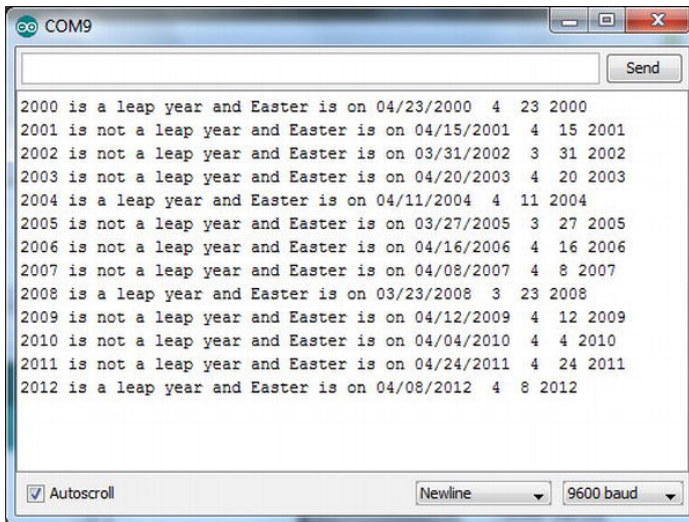 COM9
Send
2000 is a leap year and Easter is on 04/23/2000  4  23 2000
2001 is not a leap year and Easter is on 04/15/2001  4  15 2001
2002 is not a leap year and Easter is on 03/31/2002  3  31 2002
2003 is not a leap year and Easter is on 04/20/2003  4  20 2003
2004 is a leap year and Easter is on 04/11/2004  4  11 2004
2005 is not a leap year and Easter is on 03/27/2005  3  27 2005
2006 is not a leap year and Easter is on 04/16/2006  4  16 2006
2007 is not a leap year and Easter is on 04/08/2007  4  8 2007
2008 is a leap year and Easter is on 03/23/2008  3  23 2008
2009 is not a leap year and Easter is on 04/12/2009  4  12 2009
2010 is not a leap year and Easter is on 04/04/2010  4  4 2010
2011 is not a leap year and Easter is on 04/24/2011  4  24 2011
2012 is a leap year and Easter is on 04/08/2012  4  8 2012
Autoscroll Newline 9600 baud